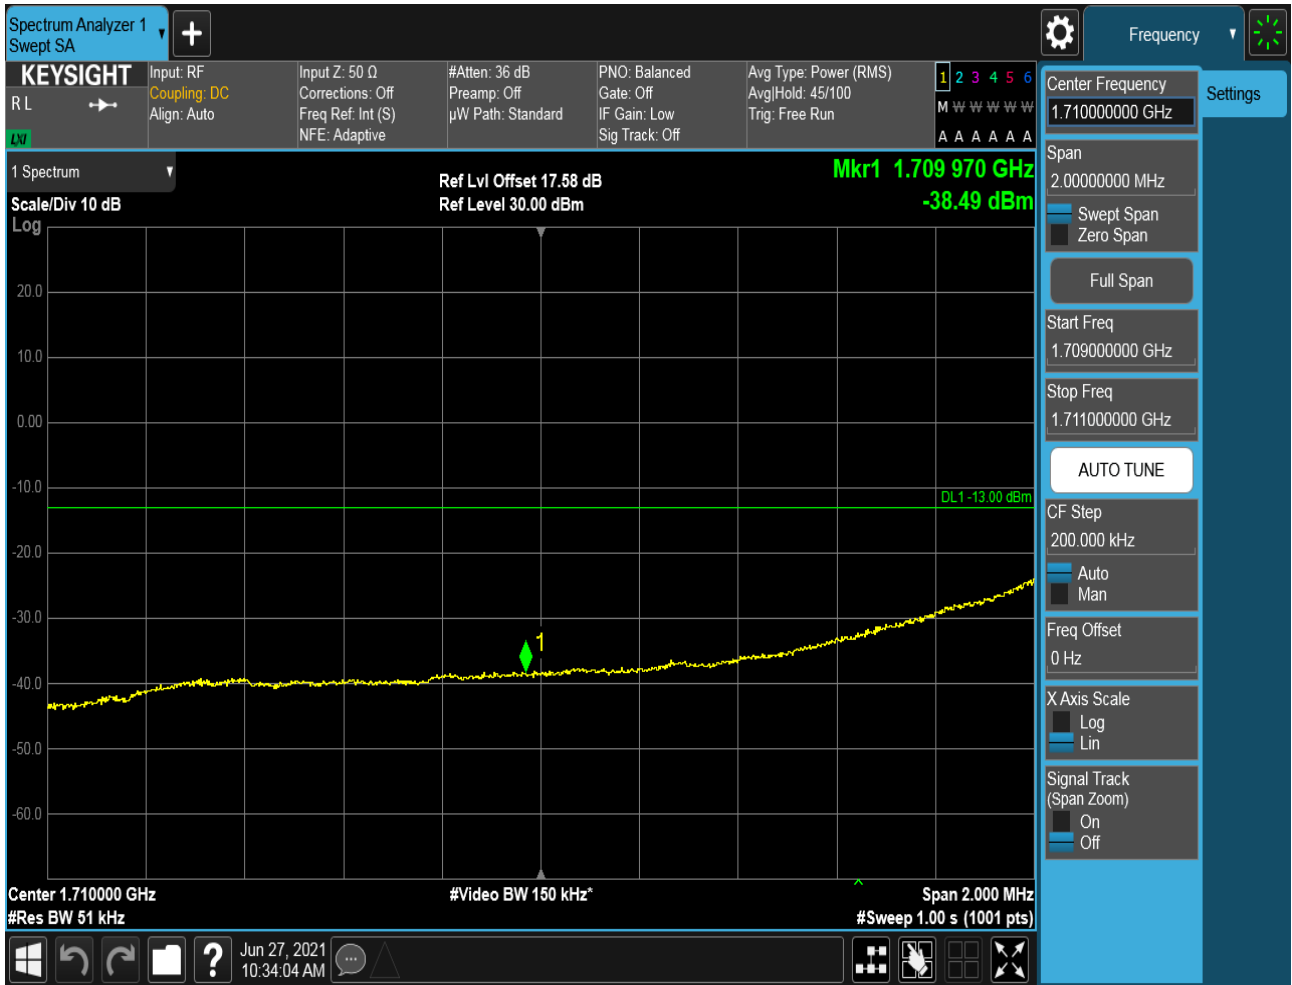 Spectrum Analyzer 1
Swept SA
Frequency
KEYSIGHT
R L
LXI
Input: RF
Coupling: DC
Align: Auto
Input Z: 50 Ω
Corrections: Off
Freq Ref: Int (S)
NFE: Adaptive
#Atten: 36 dB
Preamp: Off
µW Path: Standard
PNO: Balanced
Gate: Off
IF Gain: Low
Sig Track: Off
Avg Type: Power (RMS)
Avg|Hold: 45/100
Trig: Free Run
1 2 3 4 5 6
M W W W W W
A A A A A A
1 Spectrum
Scale/Div 10 dB
Log
Ref Lvl Offset 17.58 dB
Ref Level 30.00 dBm
Mkr1 1.709 970 GHz
-38.49 dBm
20.0
10.0
0.00
-10.0
DL1 -13.00 dBm
-20.0
-30.0
1
-40.0
-50.0
-60.0
Center 1.710000 GHz
#Video BW 150 kHz*
Span 2.000 MHz
#Res BW 51 kHz
#Sweep 1.00 s (1001 pts)
?
Jun 27, 2021
10:34:04 AM
Center Frequency
1.710000000 GHz
Settings
Span
2.00000000 MHz
Swept Span
Zero Span
Full Span
Start Freq
1.709000000 GHz
Stop Freq
1.711000000 GHz
AUTO TUNE
CF Step
200.000 kHz
Auto
Man
Freq Offset
0 Hz
X Axis Scale
Log
Lin
Signal Track
(Span Zoom)
On
Off